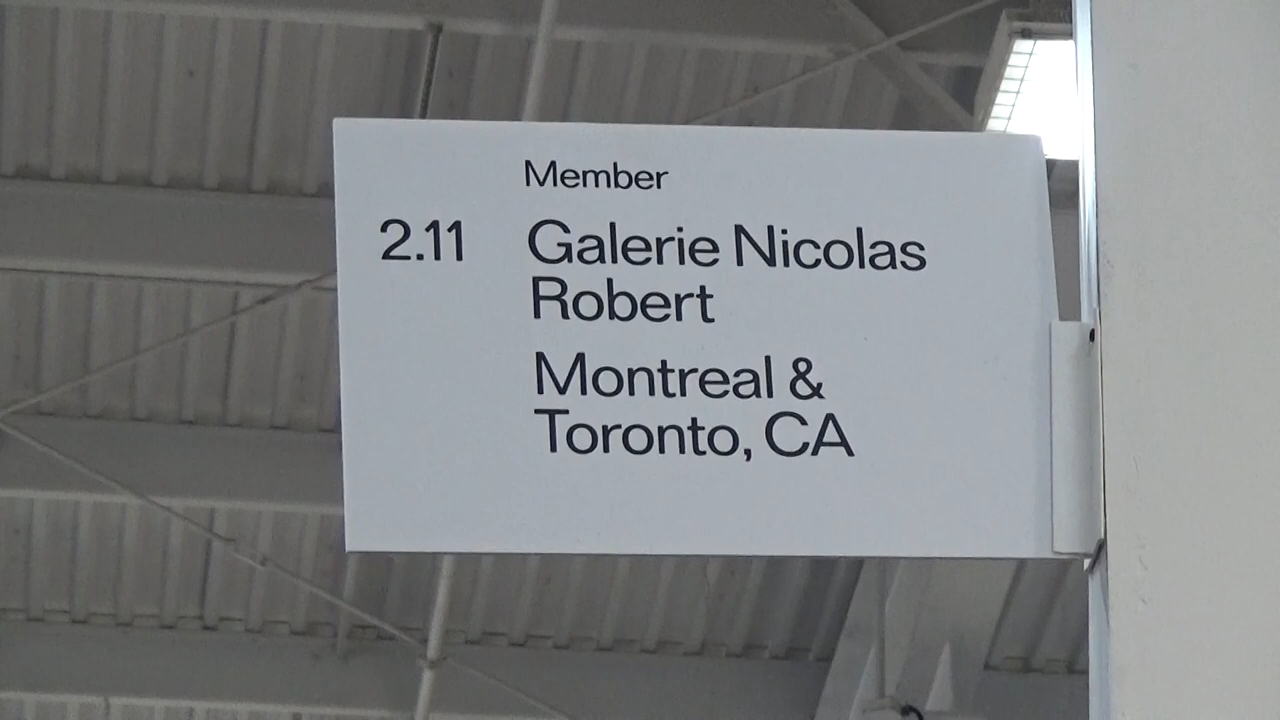 Member
2.11 Galerie Nicolas
Robert
Montreal &
Toronto, CA